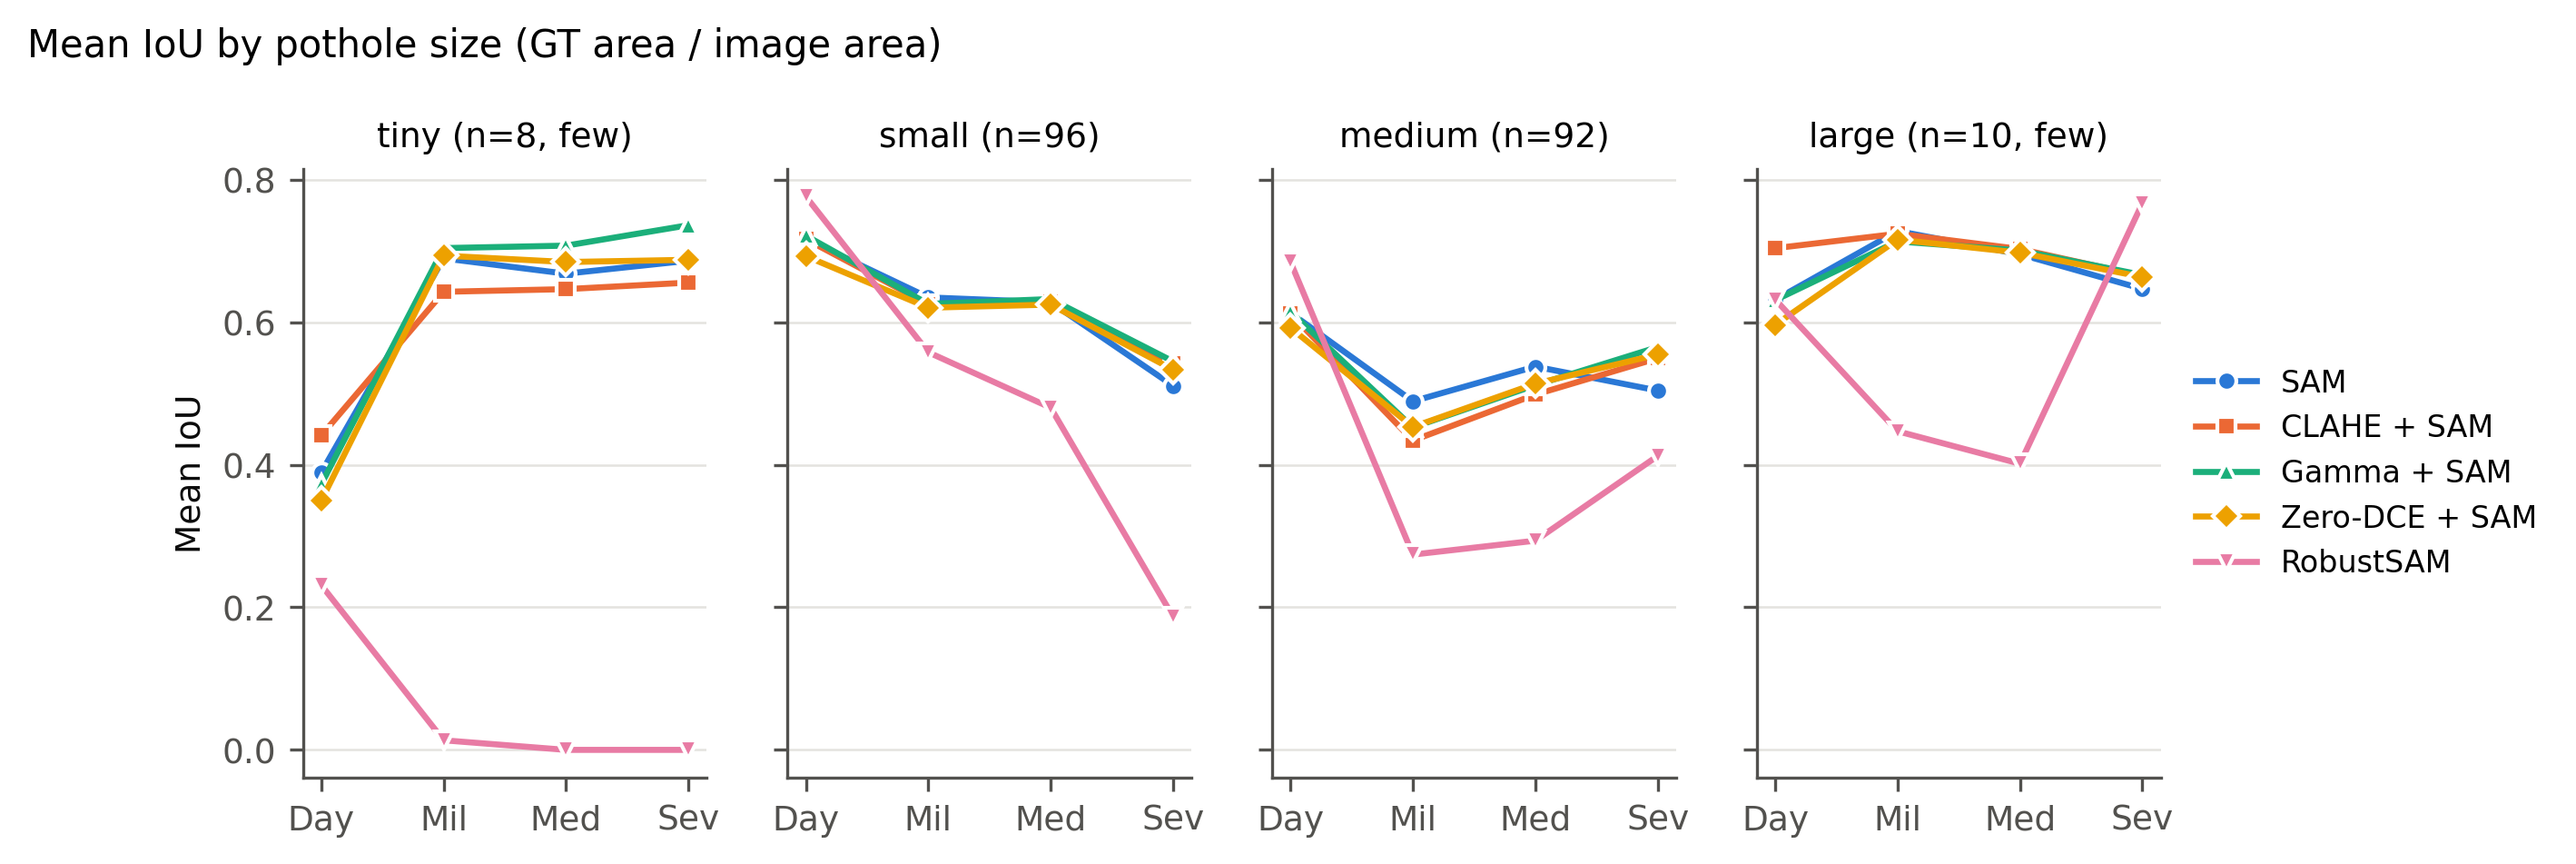 Mean IoU by pothole size (GT area / image area)
tiny (n=8, few)
small (n=96)
medium (n=92)
large (n=10, few)
Mean IoU
0.8
0.6
0.4
0.2
0.0
Day Mil Med Sev
Day Mil Med Sev
Day Mil Med Sev
Day Mil Med Sev
SAM
CLAHE + SAM
Gamma + SAM
Zero-DCE + SAM
RobustSAM